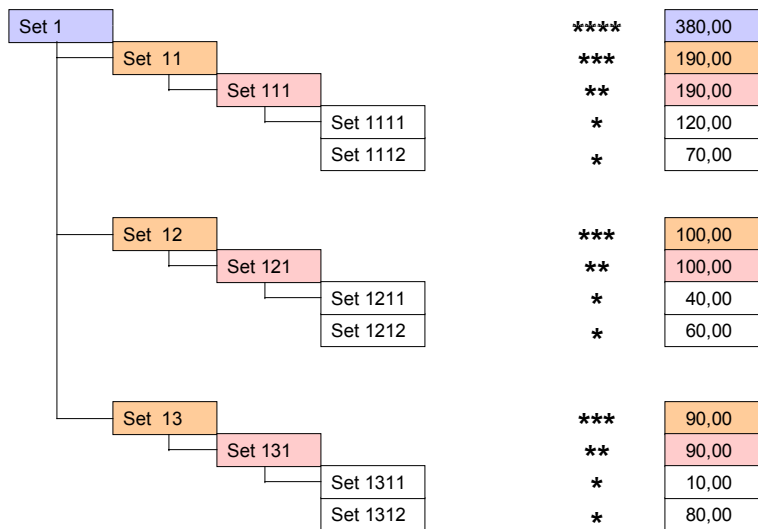 Set 1 **** 380,00
Set 11 *** 190,00
Set 111 ** 190,00
Set 1111 * 120,00
Set 1112 * 70,00
Set 12 *** 100,00
Set 121 ** 100,00
Set 1211 * 40,00
Set 1212 * 60,00
Set 13 *** 90,00
Set 131 ** 90,00
Set 1311 * 10,00
Set 1312 * 80,00